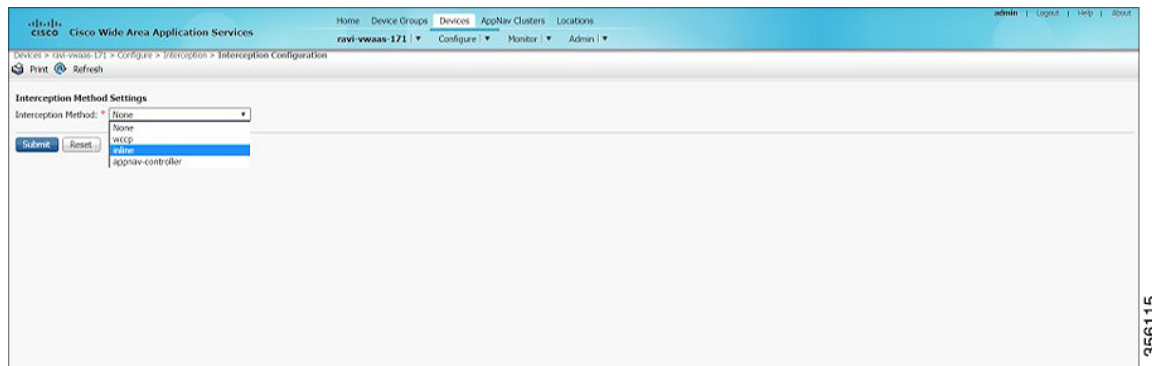 cisco Cisco Wide Area Application Services
Home Device Groups Devices AppNav Clusters Locations
admin | Logout | Help | About
ravi-vwaas-171 | Configure | Monitor | Admin |
Devices > ravi-vwaas-171 > Configure > Interception > Interception Configuration
Print Refresh
Interception Method Settings
Interception Method: * None
None
wccp
inline
appnav-controller
Submit Reset
356115